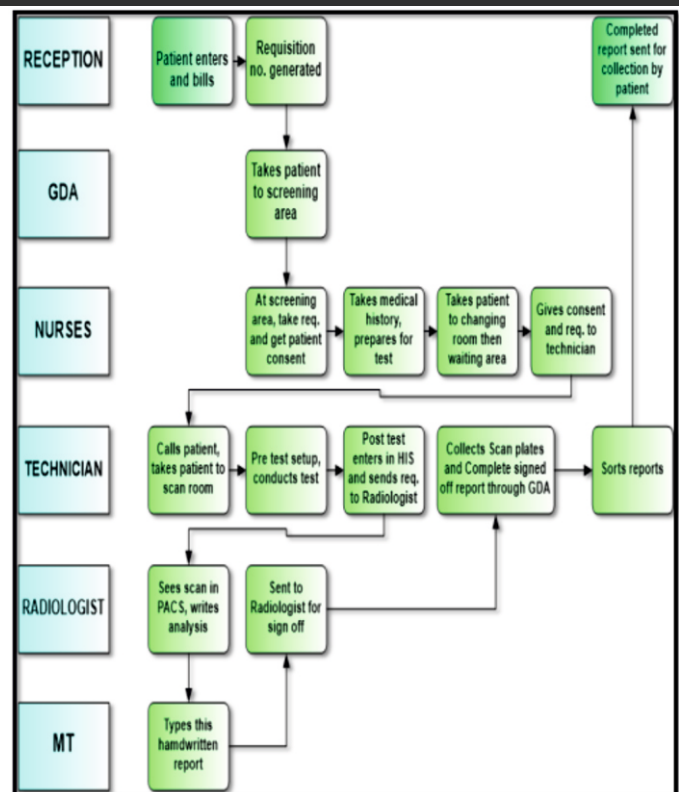 RECEPTION
Patient enters
and bills
Requisition
no. generated
Completed
report sent for
collection by
patient
GDA
Takes patient
to screening
area
NURSES
At screening
area, take req.
and get patient
consent
Takes medical
history,
prepares for
test
Takes patient
to changing
room then
waiting area
Gives consent
and req. to
technician
TECHNICIAN
Calls patient,
takes patient to
scan room
Pre test setup,
conducts test
Post test
enters in HIS
and sends req.
to Radiologist
Collects Scan plates
and Complete signed
off report through GDA
Sorts reports
RADIOLOGIST
Sees scan in
PACS, writes
analysis
Sent to
Radiologist for
sign off
MT
Types this
hamdwritten
report